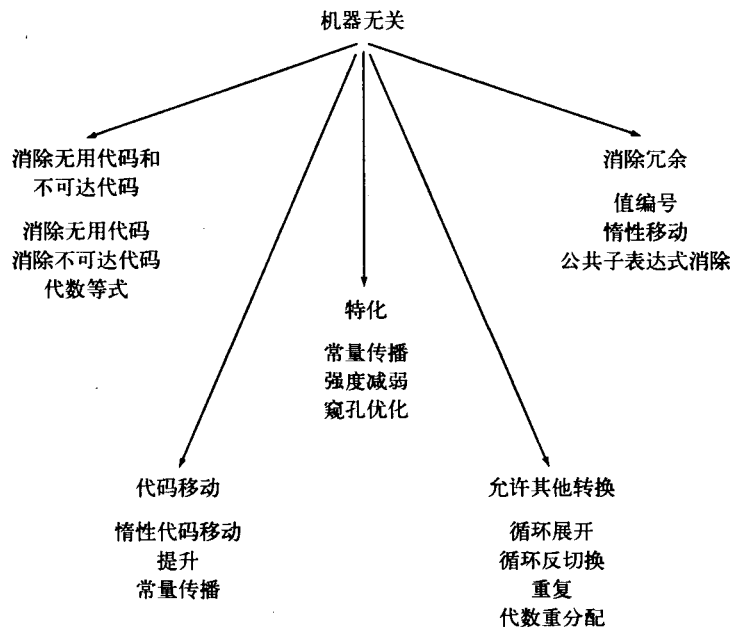 机器无关
消除无用代码和
不可达代码
消除无用代码
消除不可达代码
代数等式
消除冗余
值编号
惰性移动
公共子表达式消除
特化
常量传播
强度减弱
窥孔优化
代码移动
惰性代码移动
提升
常量传播
允许其他转换
循环展开
循环反切换
重复
代数重分配